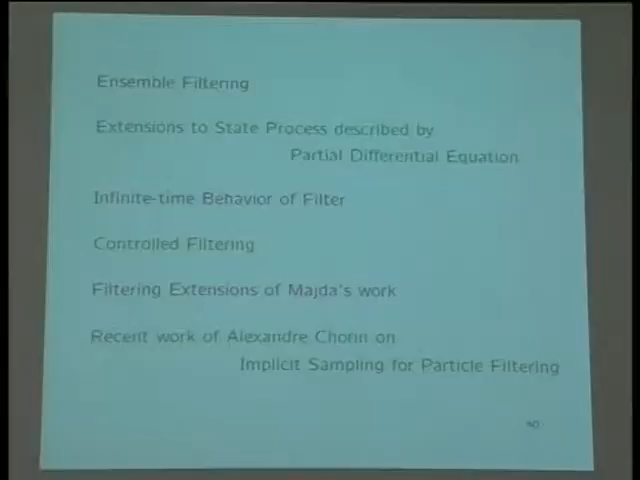 Ensemble Filtering
Extensions to State Process described by
Partial Differential Equation
Infinite-time Behavior of Filter
Controlled Filtering
Filtering Extensions of Majda's work
Recent work of Alexandre Chorin on
Implicit Sampling for Particle Filtering